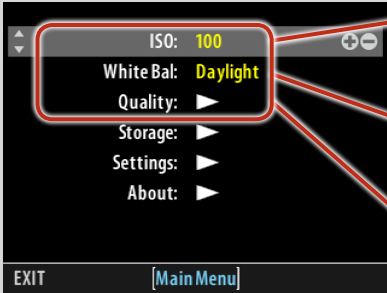 ISO: 100
White Bal: Daylight
Quality:
Storage:
Settings:
About:
EXIT [Main Menu]